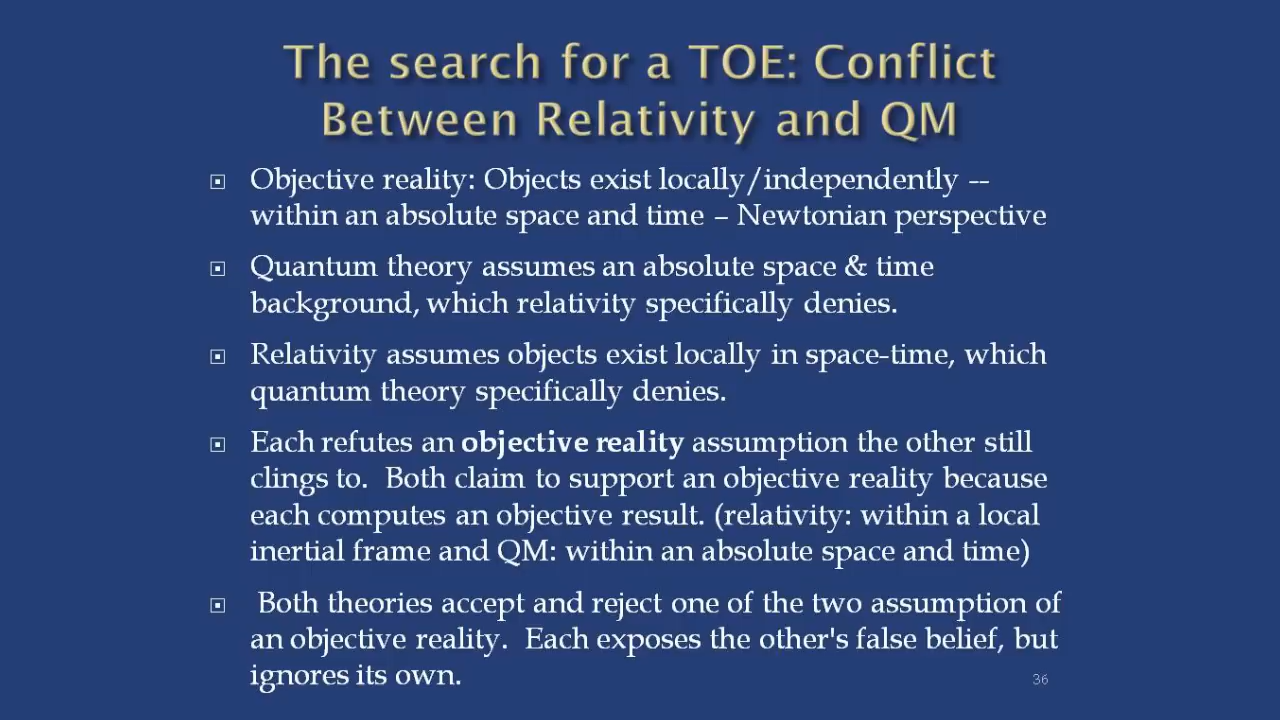 The search for a TOE: Conflict
Between Relativity and QM
Objective reality: Objects exist locally/independently --
within an absolute space and time – Newtonian perspective
Quantum theory assumes an absolute space & time
background, which relativity specifically denies.
Relativity assumes objects exist locally in space-time, which
quantum theory specifically denies.
Each refutes an objective reality assumption the other still
clings to.  Both claim to support an objective reality because
each computes an objective result. (relativity: within a local
inertial frame and QM: within an absolute space and time)
Both theories accept and reject one of the two assumption of
an objective reality.  Each exposes the other's false belief, but
ignores its own.
36